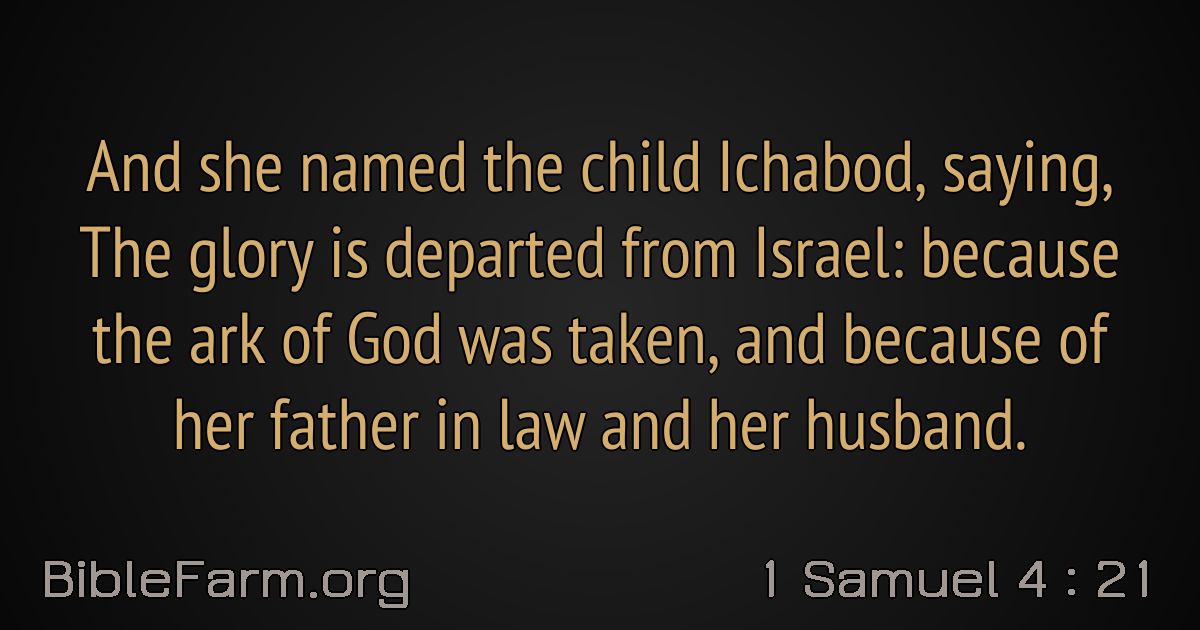 And she named the child Ichabod, saying,
The glory is departed from Israel: because
the ark of God was taken, and because of
her father in law and her husband.
BibleFarm.org
1 Samuel 4 : 21